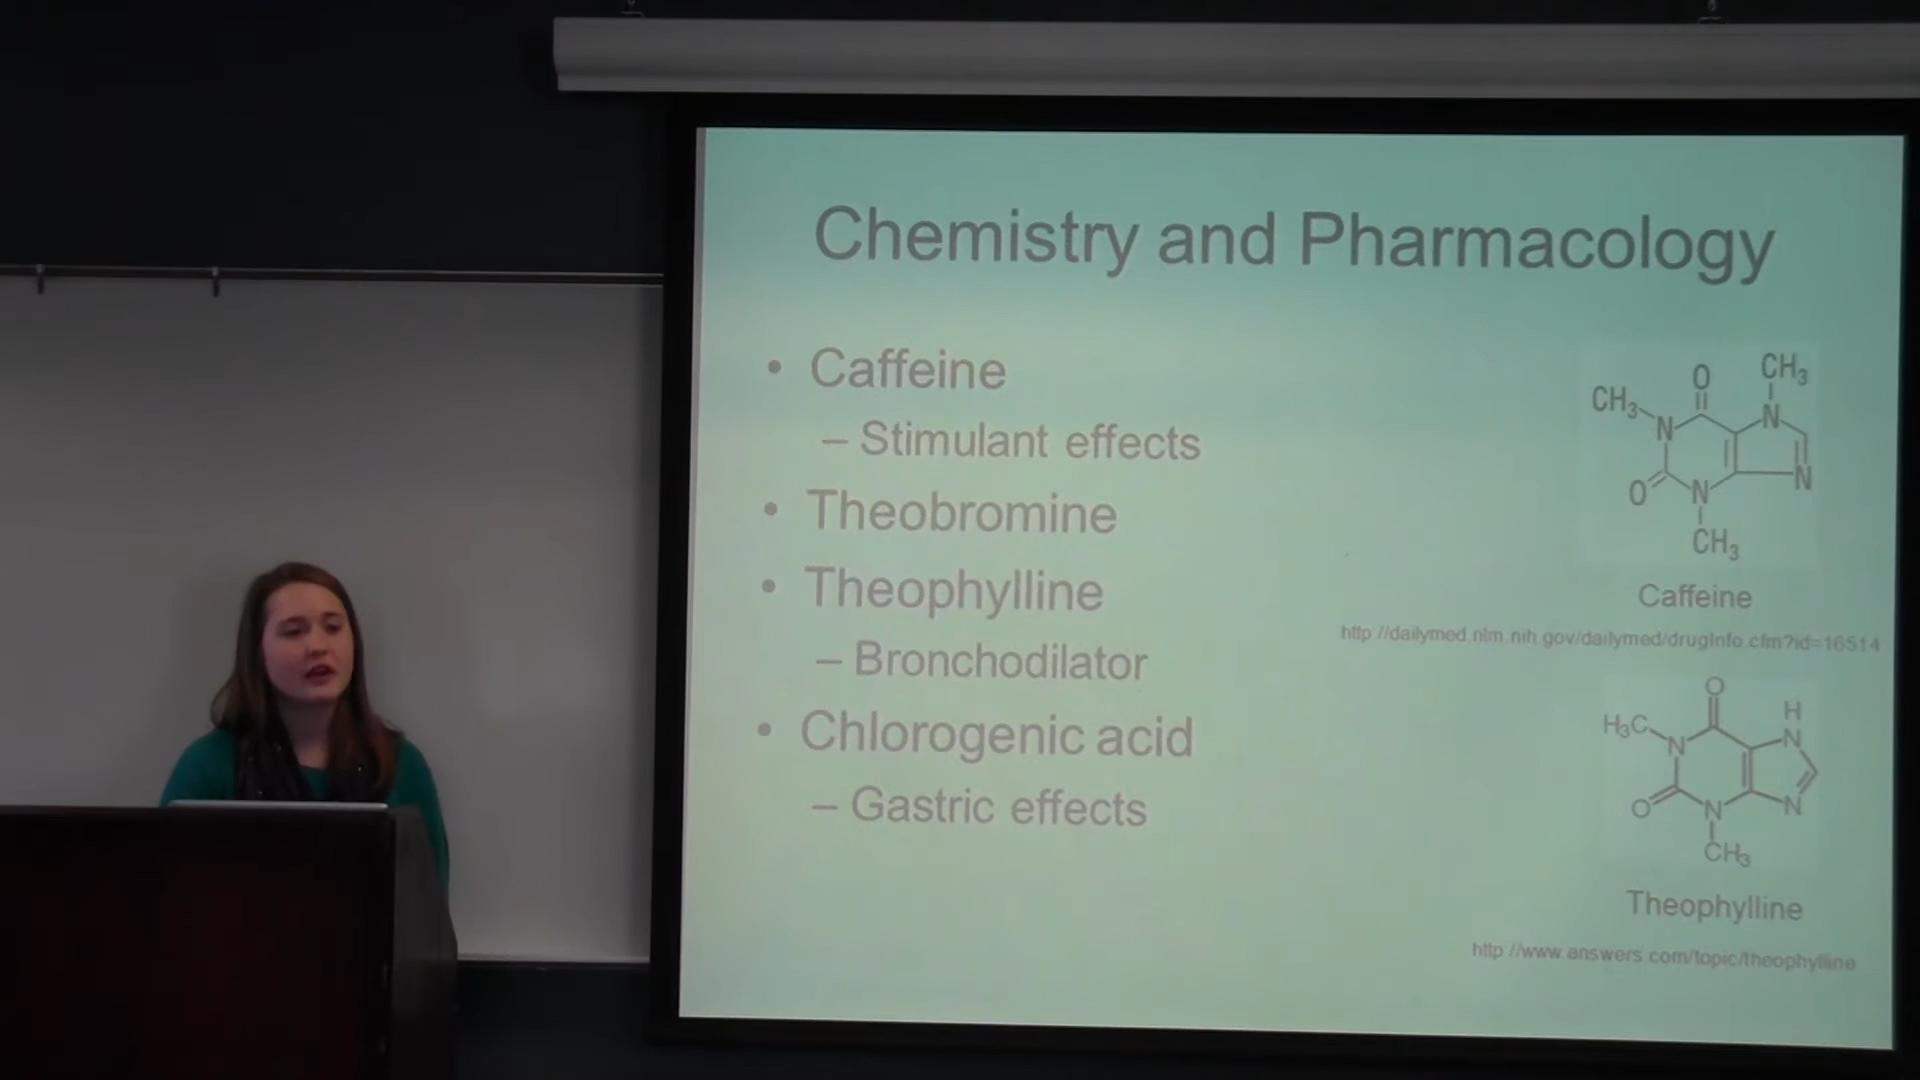 Chemistry and Pharmacology
• Caffeine
– Stimulant effects
• Theobromine
• Theophylline
– Bronchodilator
• Chlorogenic acid
– Gastric effects
O
CH₃
CH₃
N
N
O
N
N
CH₃
Caffeine
http://dailymed.nlm.nih.gov/dailymed/drugInfo.cfm?id=16514
O
H
H₃C
N
N
O
N
N
CH₃
Theophylline
http://www.answers.com/topic/theophylline